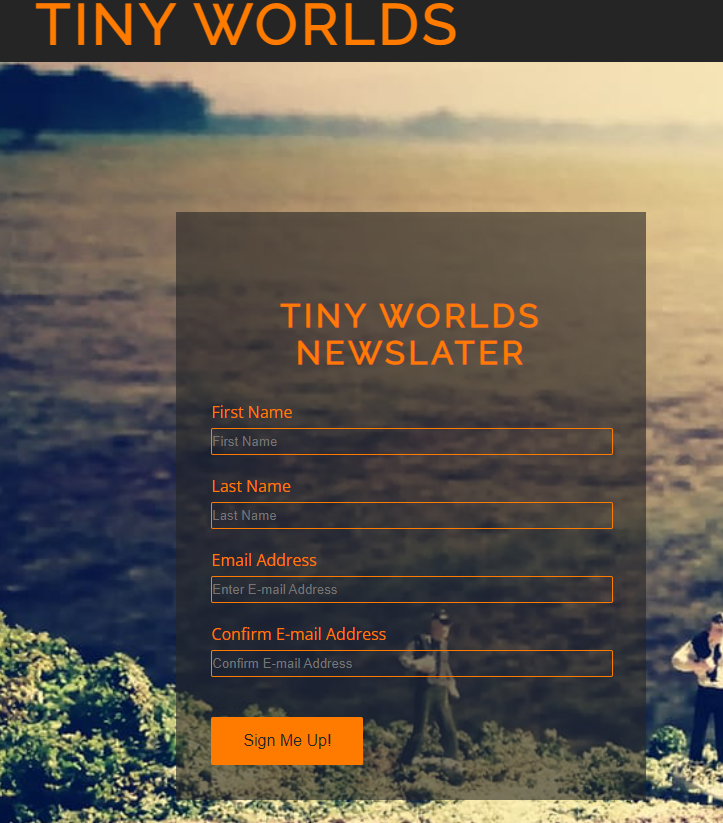 TINY WORLDS
TINY WORLDS
NEWSLATER
First Name
First Name
Last Name
Last Name
Email Address
Enter E-mail Address
Confirm E-mail Address
Confirm E-mail Address
Sign Me Up!